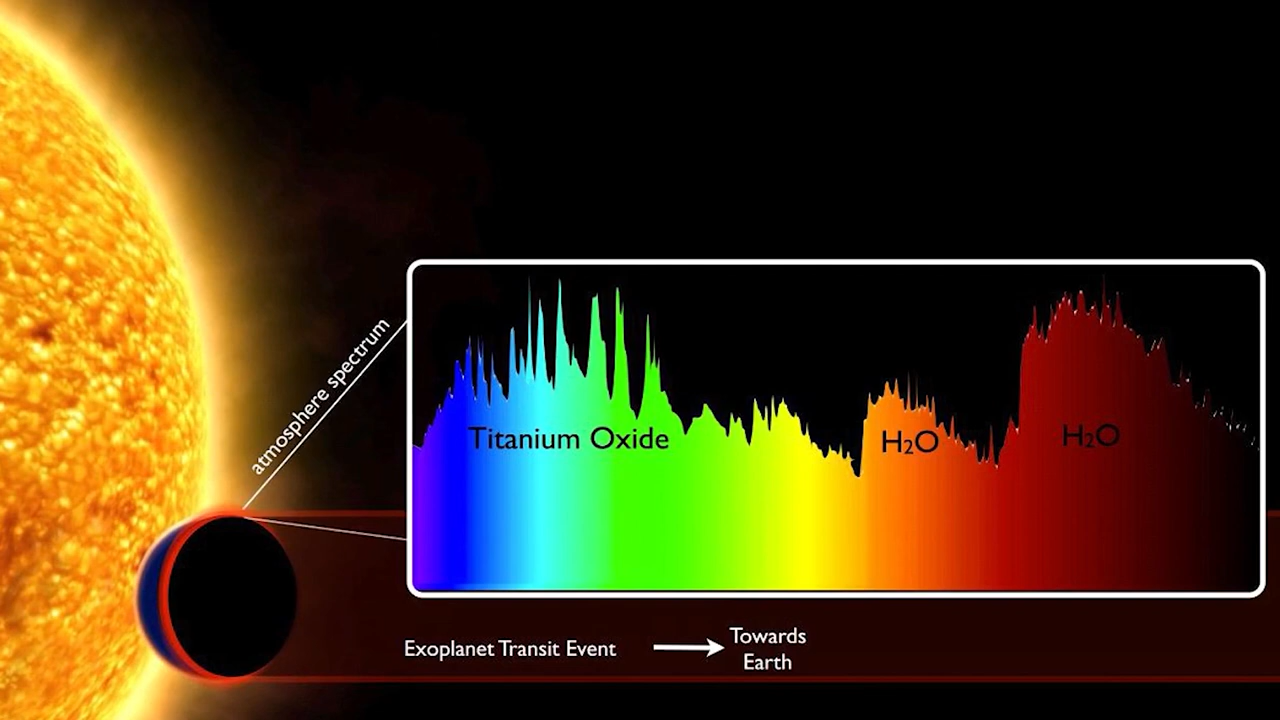 atmosphere spectrum
Titanium Oxide
H₂O
H₂O
Exoplanet Transit Event
Towards
Earth